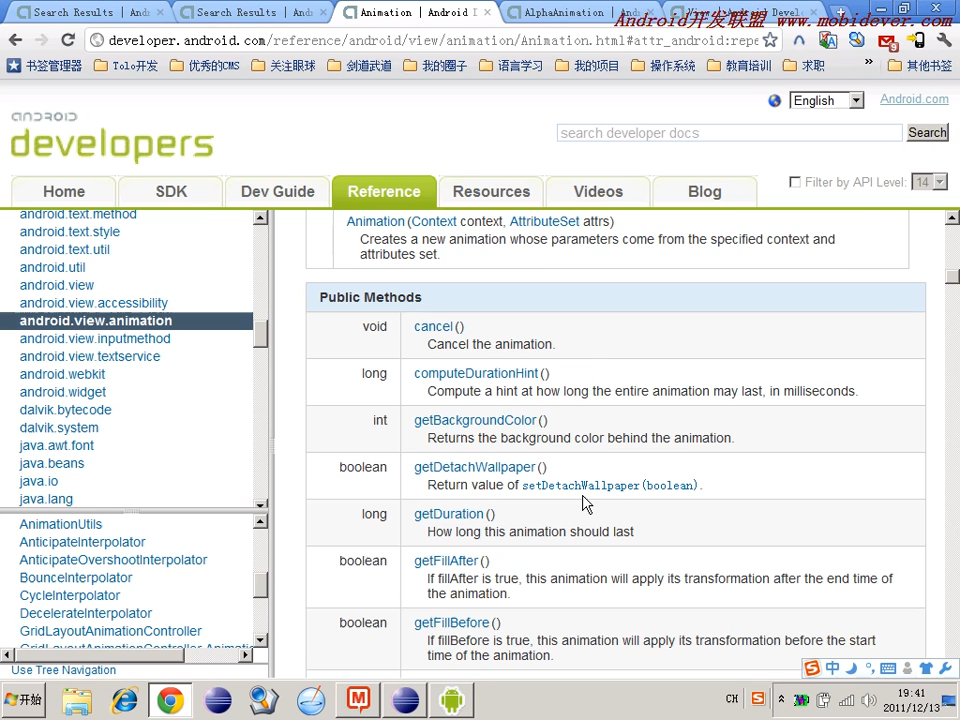 Search Results | And
Search Results | And
Animation | Android D
AlphaAnimation | And
Android开发联盟 www.mobidever.com
developer.android.com/reference/android/view/animation/Animation.html#attr_android:repe
书签管理器 Tolo开发 优秀的CMS 关注眼球 剑道武道 我的圈子 语言学习 我的项目 操作系统 教育培训 求职 » 其他书签
English Android.com
android
developers
search developer docs Search
Home SDK Dev Guide Reference Resources Videos Blog Filter by API Level: 14
android.text.method
android.text.style
android.text.util
android.util
android.view
android.view.accessibility
android.view.animation
android.view.inputmethod
android.view.textservice
android.webkit
android.widget
dalvik.bytecode
dalvik.system
java.awt.font
java.beans
java.io
java.lang
AnimationUtils
AnticipateInterpolator
AnticipateOvershootInterpolator
BounceInterpolator
CycleInterpolator
DecelerateInterpolator
GridLayoutAnimationController
Use Tree Navigation
Animation (Context context, AttributeSet attrs)
Creates a new animation whose parameters come from the specified context and
attributes set.
Public Methods
void cancel()
Cancel the animation.
long computeDurationHint()
Compute a hint at how long the entire animation may last, in milliseconds.
int getBackgroundColor()
Returns the background color behind the animation.
boolean getDetachWallpaper()
Return value of setDetachWallpaper(boolean).
long getDuration()
How long this animation should last
boolean getFillAfter()
If fillAfter is true, this animation will apply its transformation after the end time of
the animation.
boolean getFillBefore()
If fillBefore is true, this animation will apply its transformation before the start
time of the animation.
中
开始
CH
19:41
2011/12/13